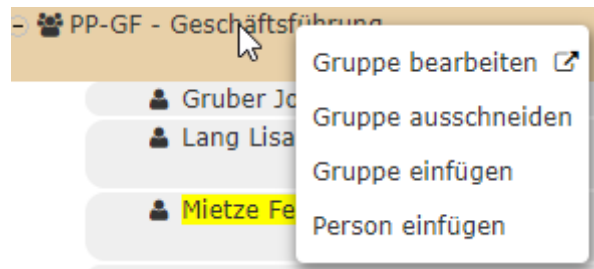 PP-GF - Geschäftsführung
Gruber Jo
Lang Lisa
Mietze Fe
Gruppe bearbeiten
Gruppe ausschneiden
Gruppe einfügen
Person einfügen